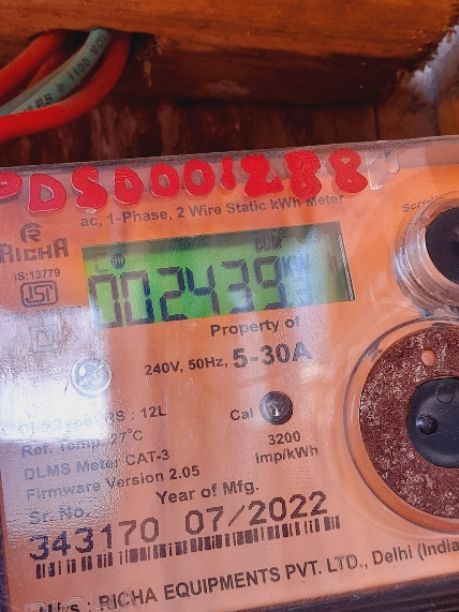 PDSD0001288
ac, 1-Phase, 2 Wire Static kWh Meter
RICHA
IS:13779
ISI
Property of
240V, 50Hz, 5-30A
: 12L
Cal
Ref. Temp. 27°C
3200
DLMS Meter CAT-3
Imp/kWh
Firmware Version 2.05
Year of Mfg.
Sr. No.
343170 07/2022
: RICHA EQUIPMENTS PVT. LTD., Delhi (India